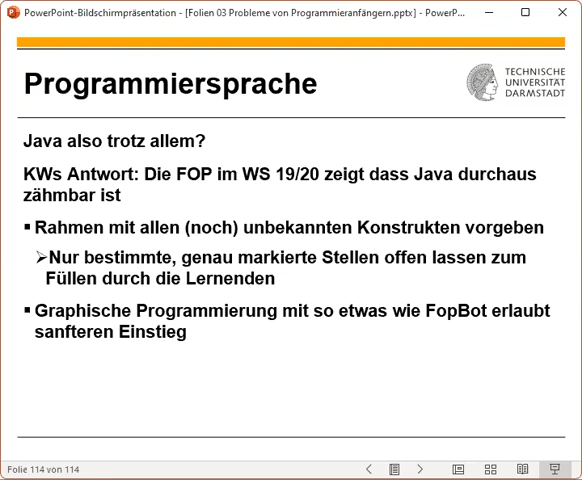 PowerPoint-Bildschirmpräsentation - [Folien 03 Probleme von Programmieranfängern.pptx] - PowerP...
Programmiersprache
TECHNISCHE
UNIVERSITÄT
DARMSTADT
Java also trotz allem?
KWs Antwort: Die FOP im WS 19/20 zeigt dass Java durchaus
zähmbar ist
▪ Rahmen mit allen (noch) unbekannten Konstrukten vorgeben
➢Nur bestimmte, genau markierte Stellen offen lassen zum
Füllen durch die Lernenden
▪ Graphische Programmierung mit so etwas wie FopBot erlaubt
sanfteren Einstieg
Folie 114 von 114